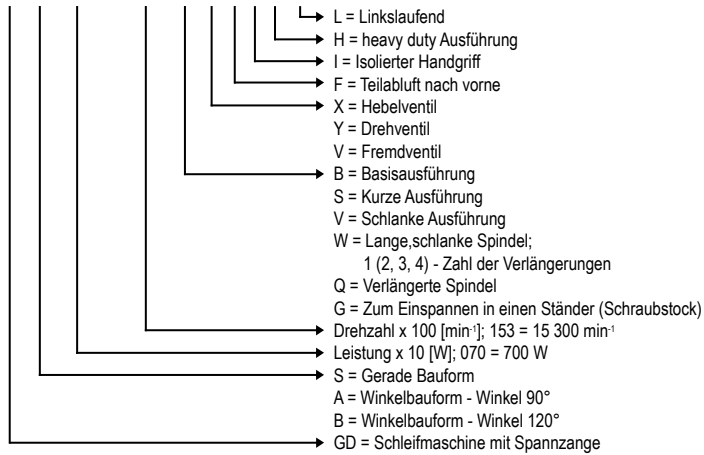 L = Linkslaufend
H = heavy duty Ausführung
I = Isolierter Handgriff
F = Teilabluft nach vorne
X = Hebelventil
Y = Drehventil
V = Fremdventil
B = Basisausführung
S = Kurze Ausführung
V = Schlanke Ausführung
W = Lange,schlanke Spindel;
1 (2, 3, 4) - Zahl der Verlängerungen
Q = Verlängerte Spindel
G = Zum Einspannen in einen Ständer (Schraubstock)
Drehzahl x 100 [min⁻¹]; 153 = 15 300 min⁻¹
Leistung x 10 [W]; 070 = 700 W
S = Gerade Bauform
A = Winkelbauform - Winkel 90°
B = Winkelbauform - Winkel 120°
GD = Schleifmaschine mit Spannzange